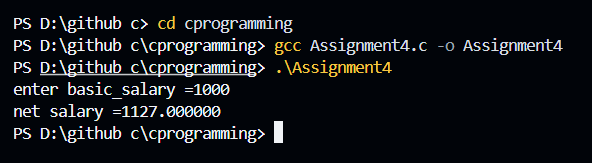 PS D:\github c> cd cprogramming
PS D:\github c\cprogramming> gcc Assignment4.c -o Assignment4
PS D:\github c\cprogramming> .\Assignment4
enter basic_salary =1000
net salary =1127.000000
PS D:\github c\cprogramming>